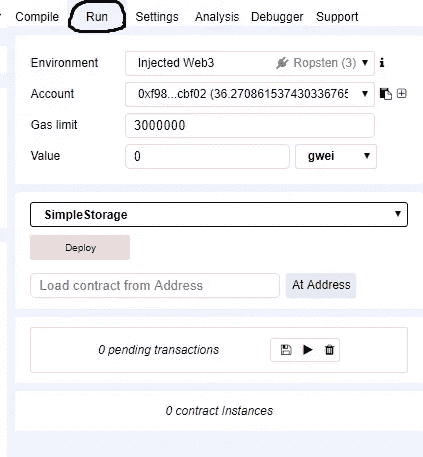 Compile Run Settings Analysis Debugger Support
Environment Injected Web3 Ropsten (3) i
Account 0xf98...cbf02 (36.270861537430336765
Gas limit 3000000
Value 0 gwei
SimpleStorage
Deploy
Load contract from Address At Address
0 pending transactions
0 contract Instances